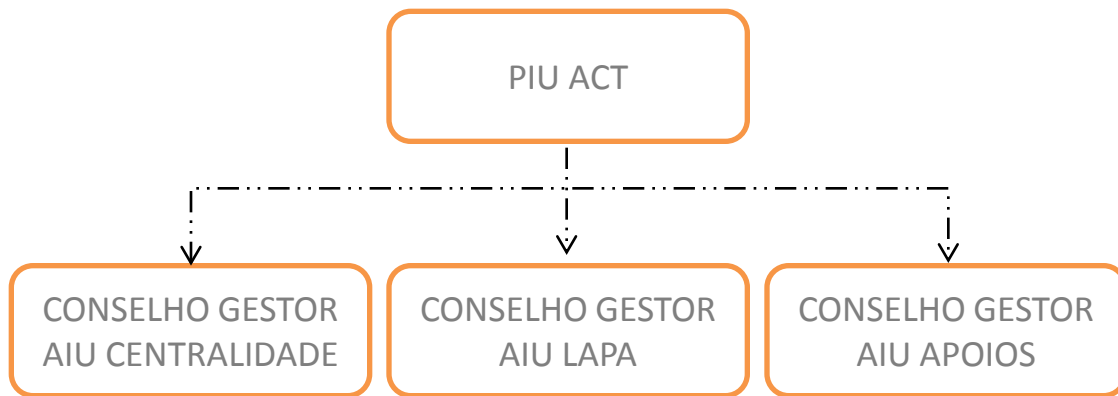 PIU ACT
CONSELHO GESTOR
AIU CENTRALIDADE
CONSELHO GESTOR
AIU LAPA
CONSELHO GESTOR
AIU APOIOS